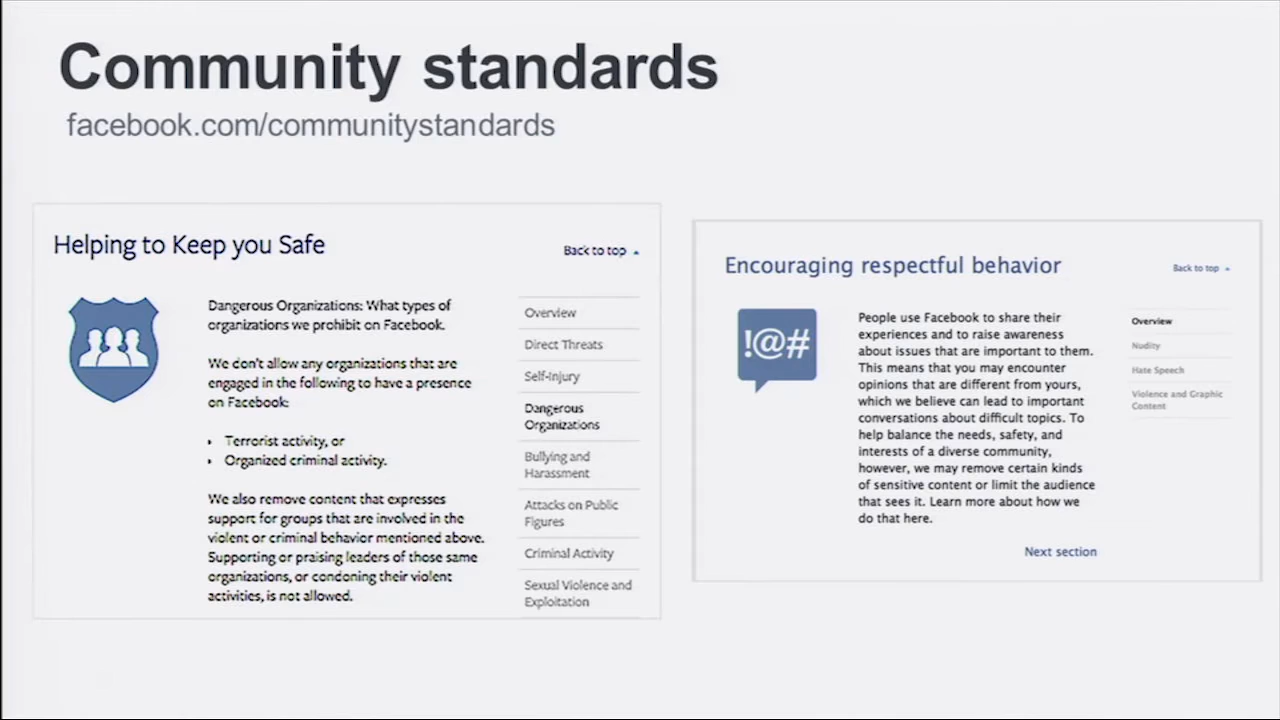 Community standards
facebook.com/communitystandards
Helping to Keep you Safe
Back to top
Dangerous Organizations: What types of
organizations we prohibit on Facebook.
We don't allow any organizations that are
engaged in the following to have a presence
on Facebook:
Terrorist activity, or
Organized criminal activity.
We also remove content that expresses
support for groups that are involved in the
violent or criminal behavior mentioned above.
Supporting or praising leaders of those same
organizations, or condoning their violent
activities, is not allowed.
Overview
Direct Threats
Self-Injury
Dangerous
Organizations
Bullying and
Harassment
Attacks on Public
Figures
Criminal Activity
Sexual Violence and
Exploitation
Encouraging respectful behavior
Back to top
!@#
People use Facebook to share their
experiences and to raise awareness
about issues that are important to them.
This means that you may encounter
opinions that are different from yours,
which we believe can lead to important
conversations about difficult topics. To
help balance the needs, safety, and
interests of a diverse community,
however, we may remove certain kinds
of sensitive content or limit the audience
that sees it. Learn more about how we
do that here.
Next section
Overview
Nudity
Hate Speech
Violence and Graphic
Content